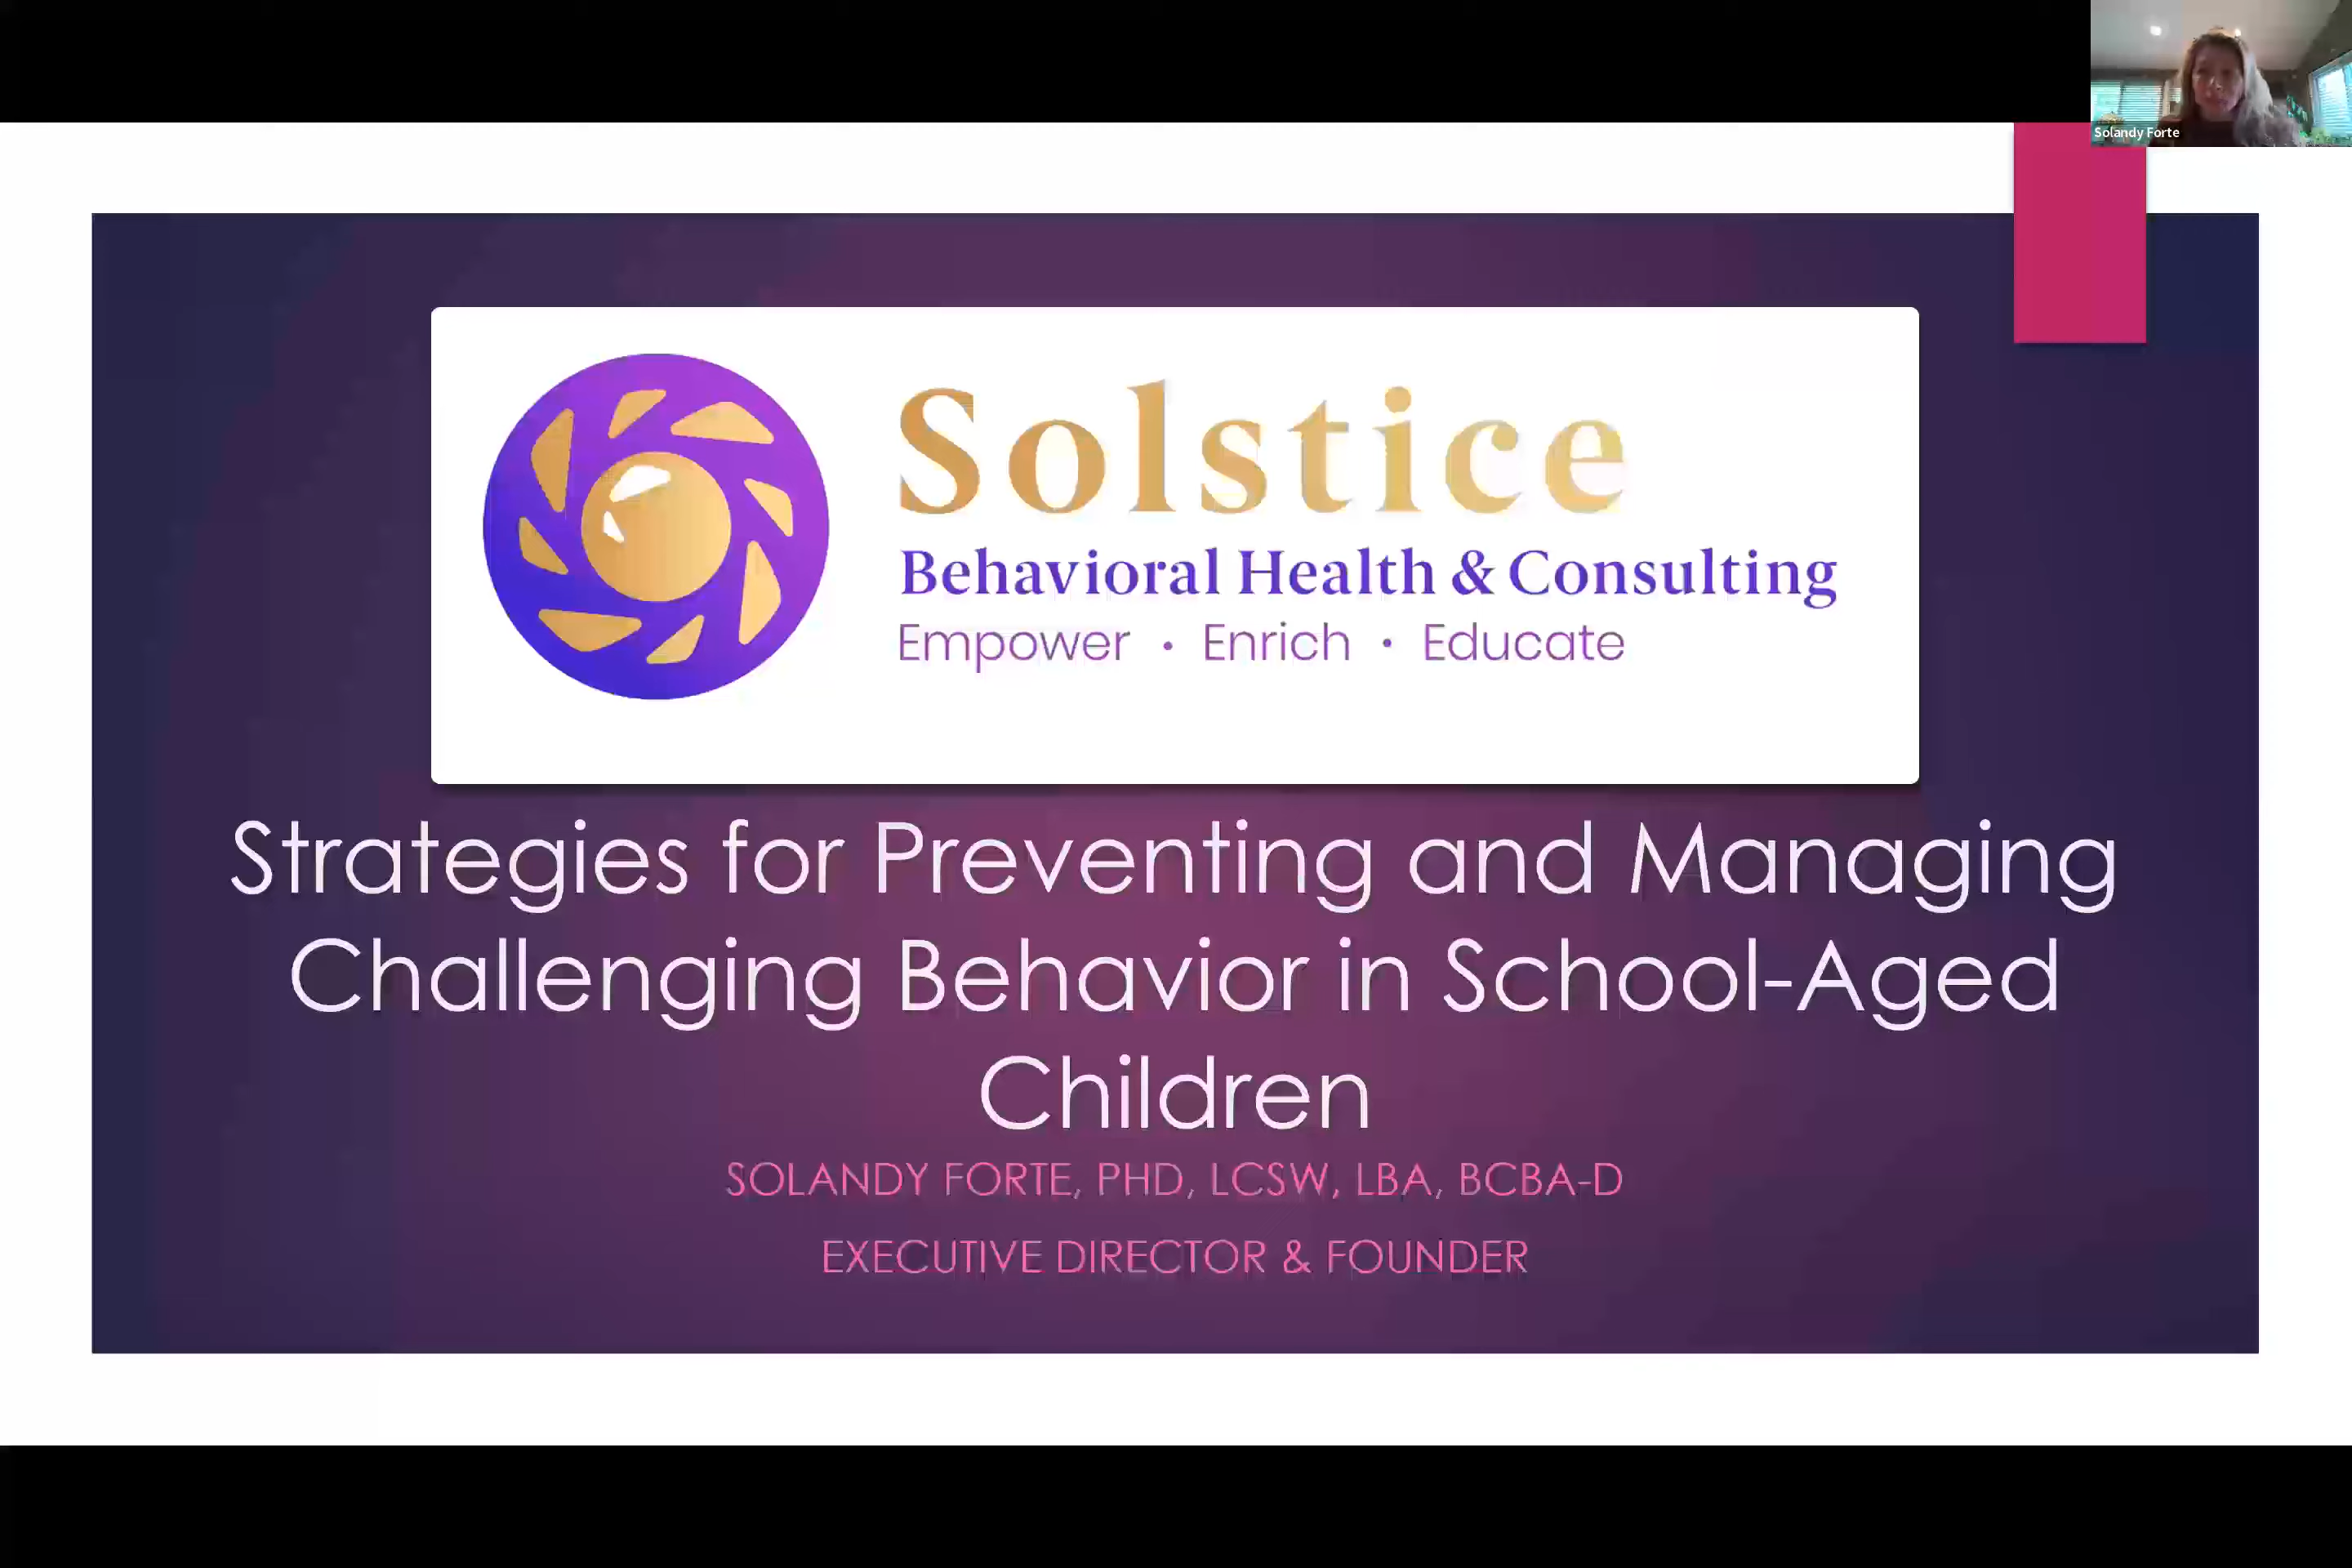 Solandy Forte
Solstice
Behavioral Health & Consulting
Empower • Enrich • Educate
Strategies for Preventing and Managing
Challenging Behavior in School-Aged
Children
SOLANDY FORTE, PHD, LCSW, LBA, BCBA-D
EXECUTIVE DIRECTOR & FOUNDER